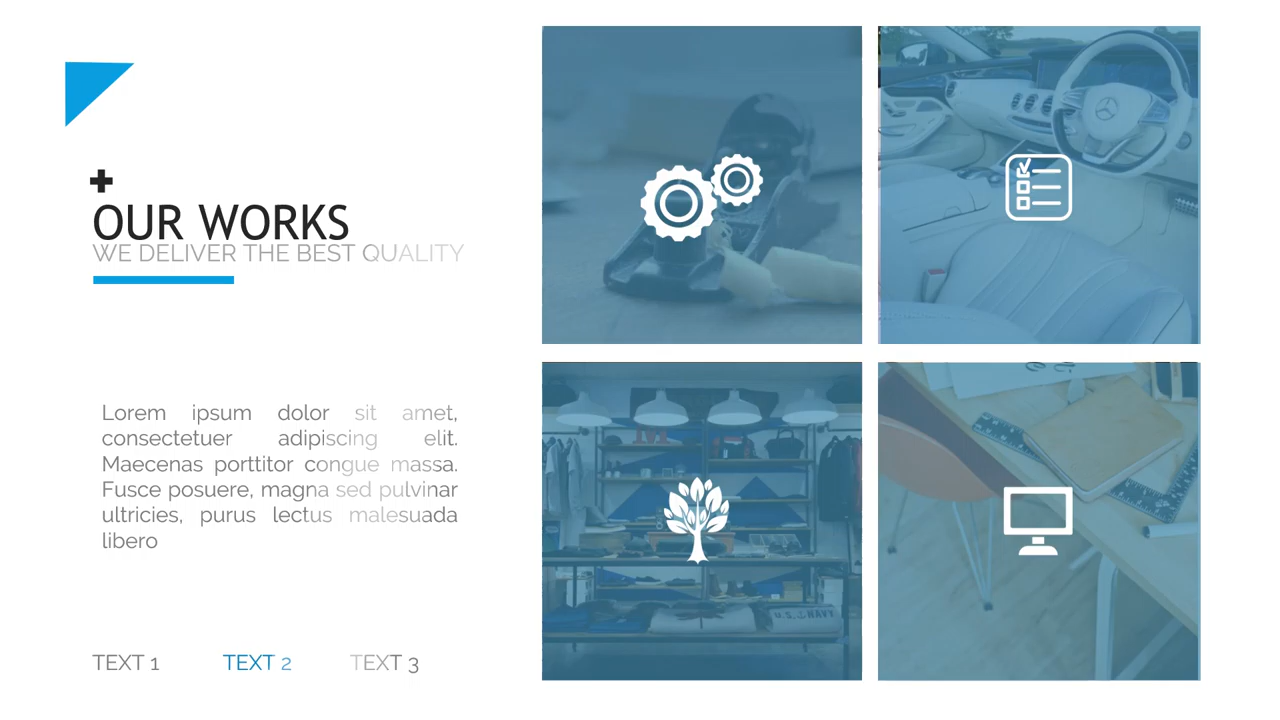 OUR WORKS
WE DELIVER THE BEST QUALITY
Lorem ipsum dolor sit amet,
consectetuer adipiscing elit.
Maecenas porttitor congue massa.
Fusce posuere, magna sed pulvinar
ultricies, purus lectus malesuada
libero
TEXT 1 TEXT 2 TEXT 3
U.S. NAVY